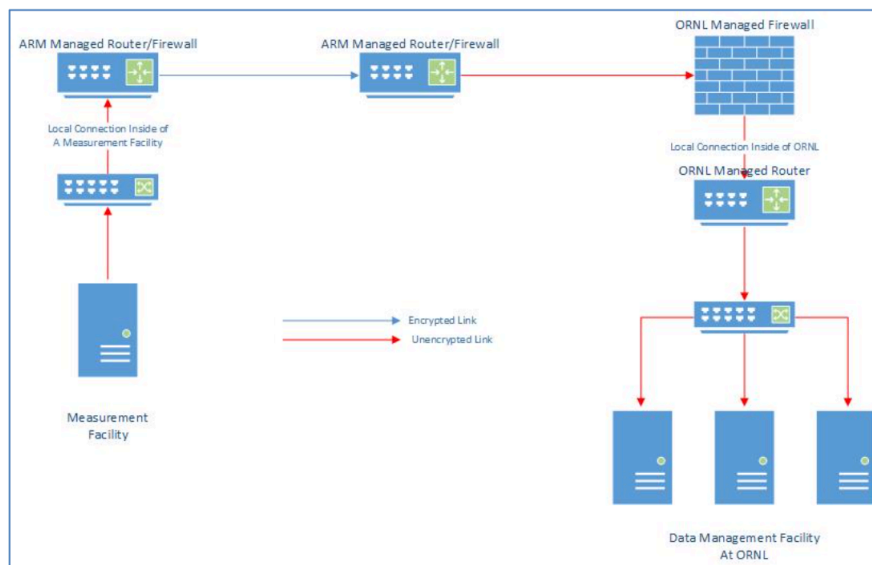 ORNL Managed Firewall
ARM Managed Router/Firewall
ARM Managed Router/Firewall
Local Connection Inside of
A Measurement Facility
Local Connection Inside of ORNL
ORNL Managed Router
Encrypted Link
Unencrypted Link
Measurement
Facility
Data Management Facility
At ORNL